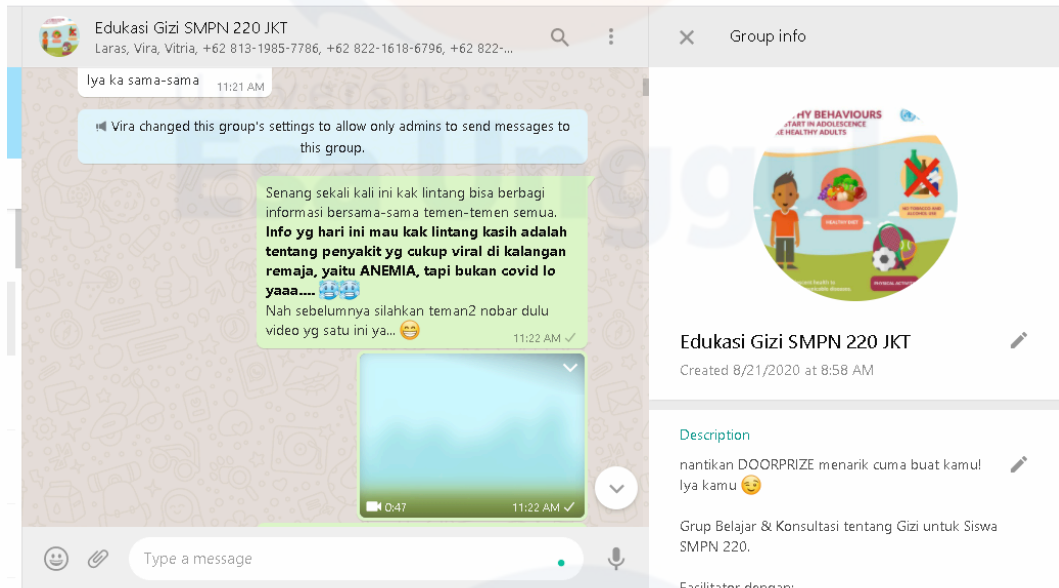 Edukasi Gizi SMPN 220 JKT
Laras, Vira, Vitria, +62 813-1985-7786, +62 822-1618-6796, +62 822-...
Iya ka sama-sama
11:21 AM
Vira changed this group's settings to allow only admins to send messages to
this group.
Senang sekali kali ini kak lintang bisa berbagi
informasi bersama-sama temen-temen semua.
Info yg hari ini mau kak lintang kasih adalah
tentang penyakit yg cukup viral di kalangan
remaja, yaitu ANEMIA, tapi bukan covid lo
yaaa.... 🥶🥶
Nah sebelumnya silahkan teman2 nobar dulu
video yg satu ini ya... 😁
11:22 AM
0:47
11:22 AM
Type a message
Group info
HY BEHAVIOURS
START IN ADOLESCENCE
HEALTHY ADULTS
HEALTHY DIET
NO TOBACCO AND
ALCOHOL USE
PHYSICAL ACTIVITY
Edukasi Gizi SMPN 220 JKT
Created 8/21/2020 at 8:58 AM
Description
nantikan DOORPRIZE menarik cuma buat kamu!
Iya kamu 😉
Grup Belajar & Konsultasi tentang Gizi untuk Siswa
SMPN 220.
Fasilitator dengan:
Universitas
Esa Unggul